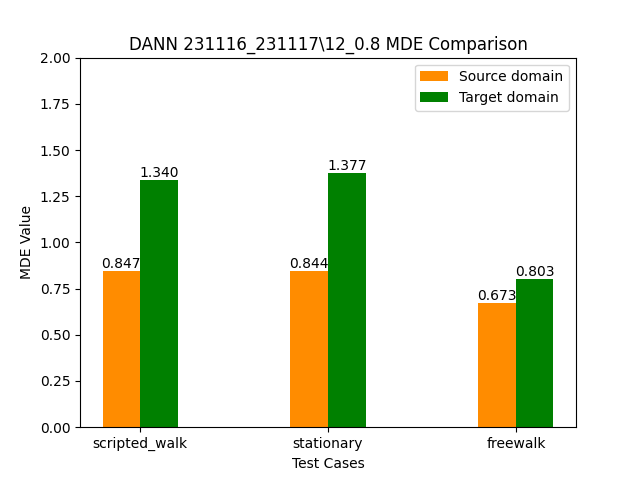 DANN 231116_231117\12_0.8 MDE Comparison
Source domain
Target domain
MDE Value
2.00
1.75
1.50
1.25
1.00
0.75
0.50
0.25
0.00
0.847
1.340
0.844
1.377
0.673
0.803
scripted_walk
stationary
freewalk
Test Cases